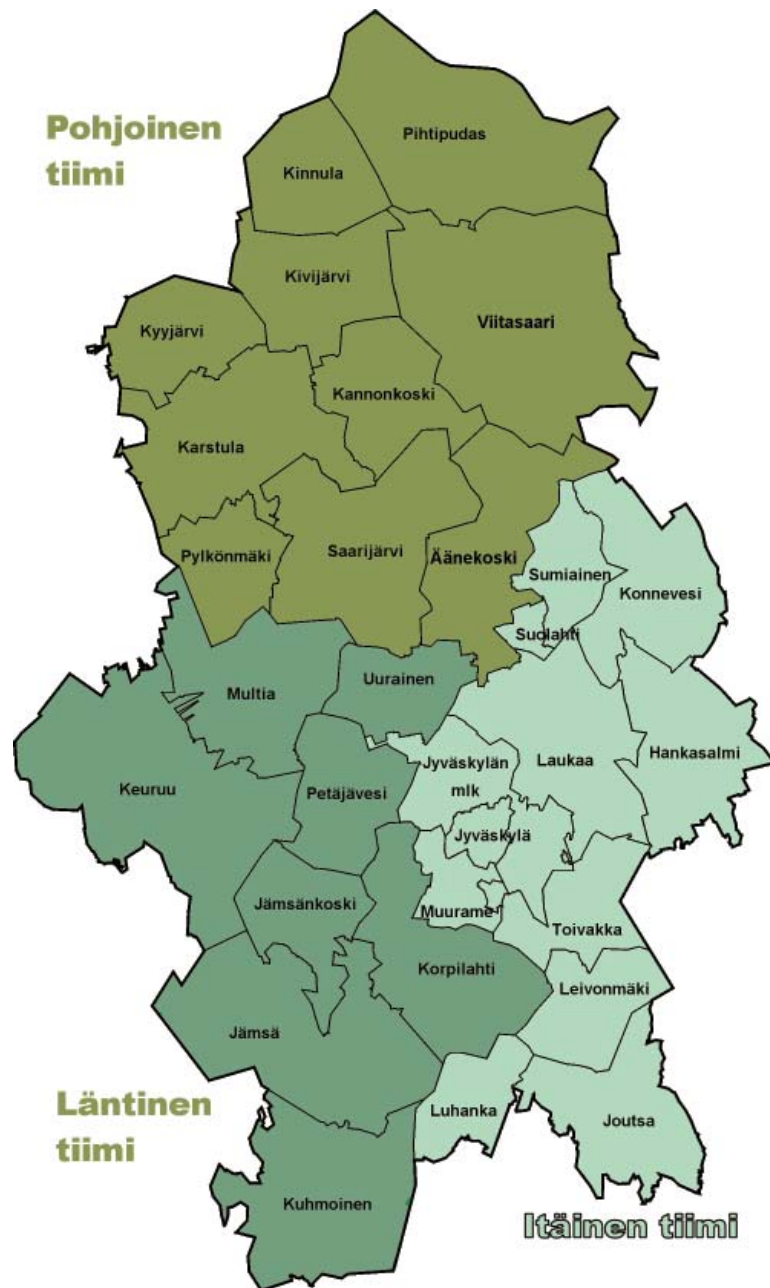 Pohjoinen
tiimi
Pihtipudas
Kinnula
Kivijärvi
Viitasaari
Kyyjärvi
Kannonkoski
Karstula
Saarijärvi
Pylkönmäki
Äänekoski
Sumiainen
Konnevesi
Suolahti
Uurainen
Multia
Jyväskylän
mlk
Laukaa
Hankasalmi
Keuruu
Petäjävesi
Jyväskylä
Jämsänkoski
Muurame
Toivakka
Korpilahti
Leivonmäki
Jämsä
Läntinen
tiimi
Luhanka
Joutsa
Kuhmoinen
Itäinen tiimi